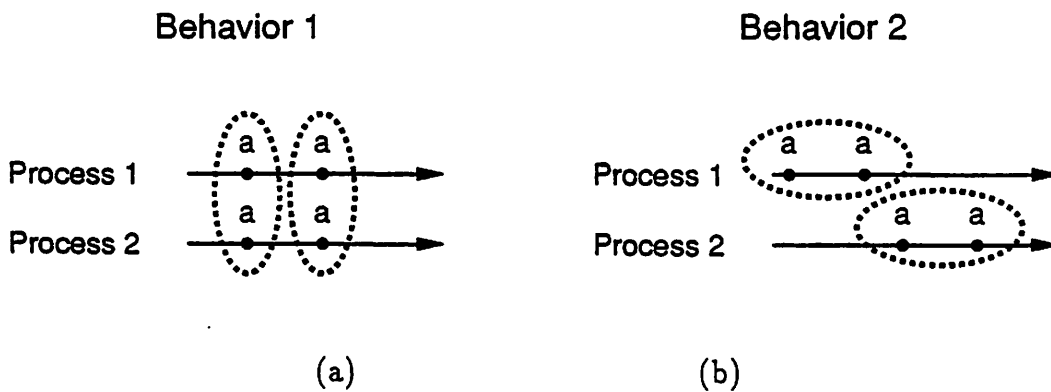 Behavior 1
Behavior 2
a a
Process 1
a a
Process 2
a a
Process 1
a a
Process 2
(a)
(b)